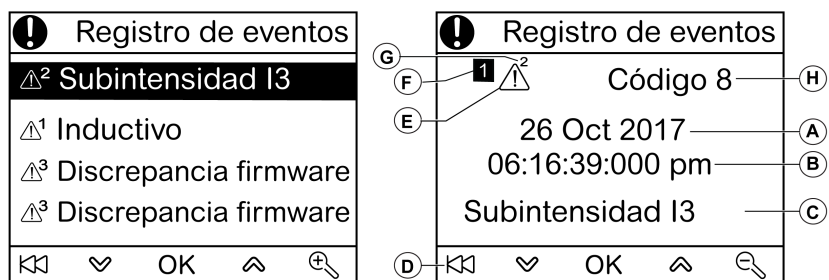 Registro de eventos
⚠² Subintensidad I3
⚠¹ Inductivo
⚠³ Discrepancia firmware
⚠³ Discrepancia firmware
OK
Registro de eventos
G
F 1 ⚠² Código 8 H
E
26 Oct 2017 A
06:16:39:000 pm B
Subintensidad I3 C
D OK